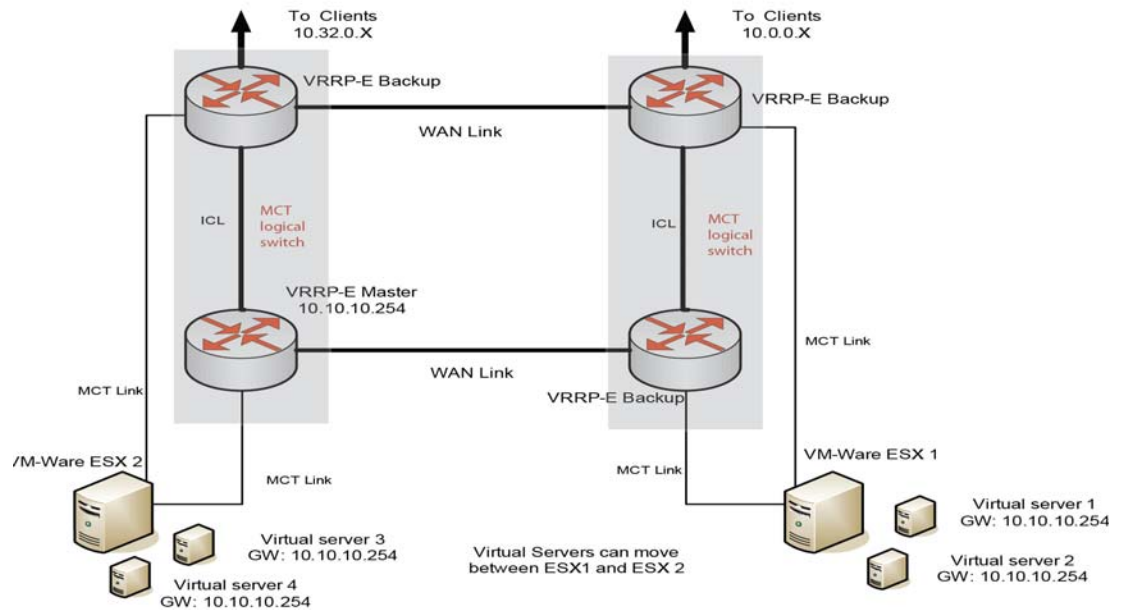 To Clients
10.32.0.X
To Clients
10.0.0.X
VRRP-E Backup
VRRP-E Backup
WAN Link
ICL
MCT
logical
switch
ICL
MCT
logical
switch
VRRP-E Master
10.10.10.254
MCT Link
WAN Link
MCT Link
VRRP-E Backup
/M-Ware ESX 2
VM-Ware ESX 1
MCT Link
MCT Link
Virtual server 3
GW: 10.10.10.254
Virtual server 4
GW: 10.10.10.254
Virtual Servers can move
between ESX1 and ESX 2
Virtual server 1
GW: 10.10.10.254
Virtual server 2
GW: 10.10.10.254